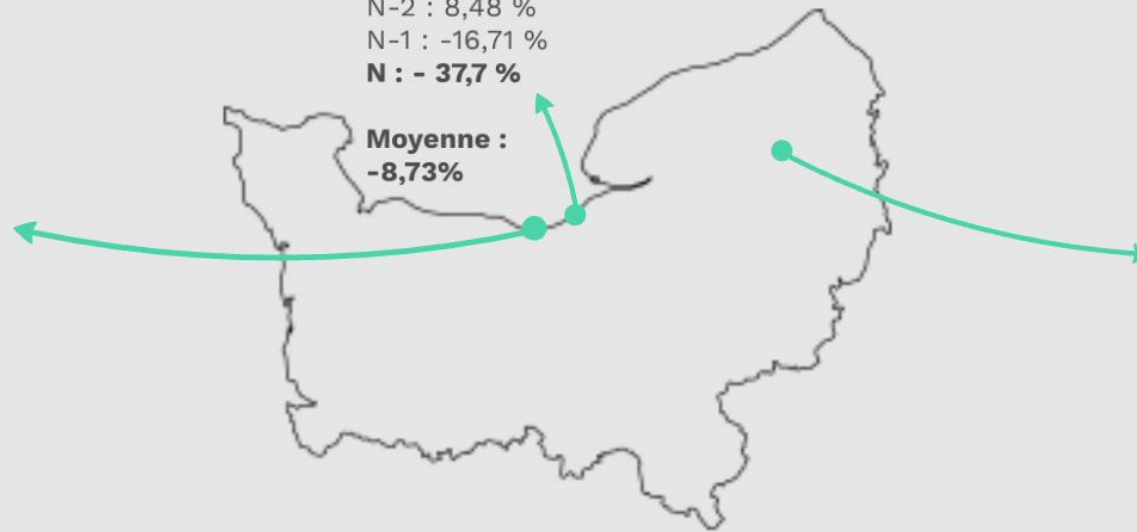 N-2 : 8,48 %
N-1 : -16,71 %
N : - 37,7 %
Moyenne :
-8,73%